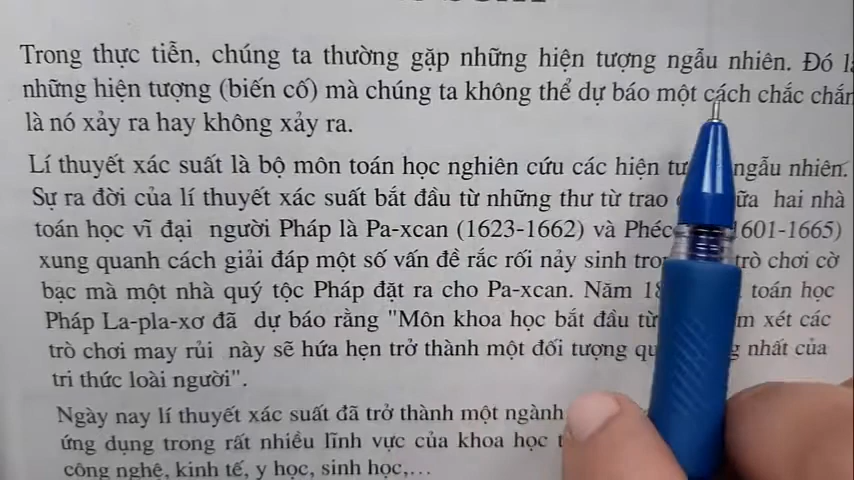 Trong thực tiễn, chúng ta thường gặp những hiện tượng ngẫu nhiên. Đó
những hiện tượng (biến cố) mà chúng ta không thể dự báo một cách chắc chắn
là nó xảy ra hay không xảy ra.
Lí thuyết xác suất là bộ môn toán học nghiên cứu các hiện ngẫu nhiên.
Sự ra đời của lí thuyết xác suất bắt đầu từ những thư từ trao hai nhà
toán học vĩ đại người Pháp là Pa-xcan (1623-1662) và 1601-1665)
xung quanh cách giải đáp một số vấn đề rắc rối nảy sinh trò chơi cờ
bạc mà một nhà quý tộc Pháp đặt ra cho Pa-xcan. Năm toán học
Pháp La-pla-xơ đã dự báo rằng "Môn khoa học bắt đầu từ xét các
trò chơi may rủi này sẽ hứa hẹn trở thành một đối tượng nhất của
tri thức loài người".
Ngày nay lí thuyết xác suất đã trở thành một ngành
ứng dụng trong rất nhiều lĩnh vực của khoa học
công nghệ, kinh tế, y học, sinh học,...